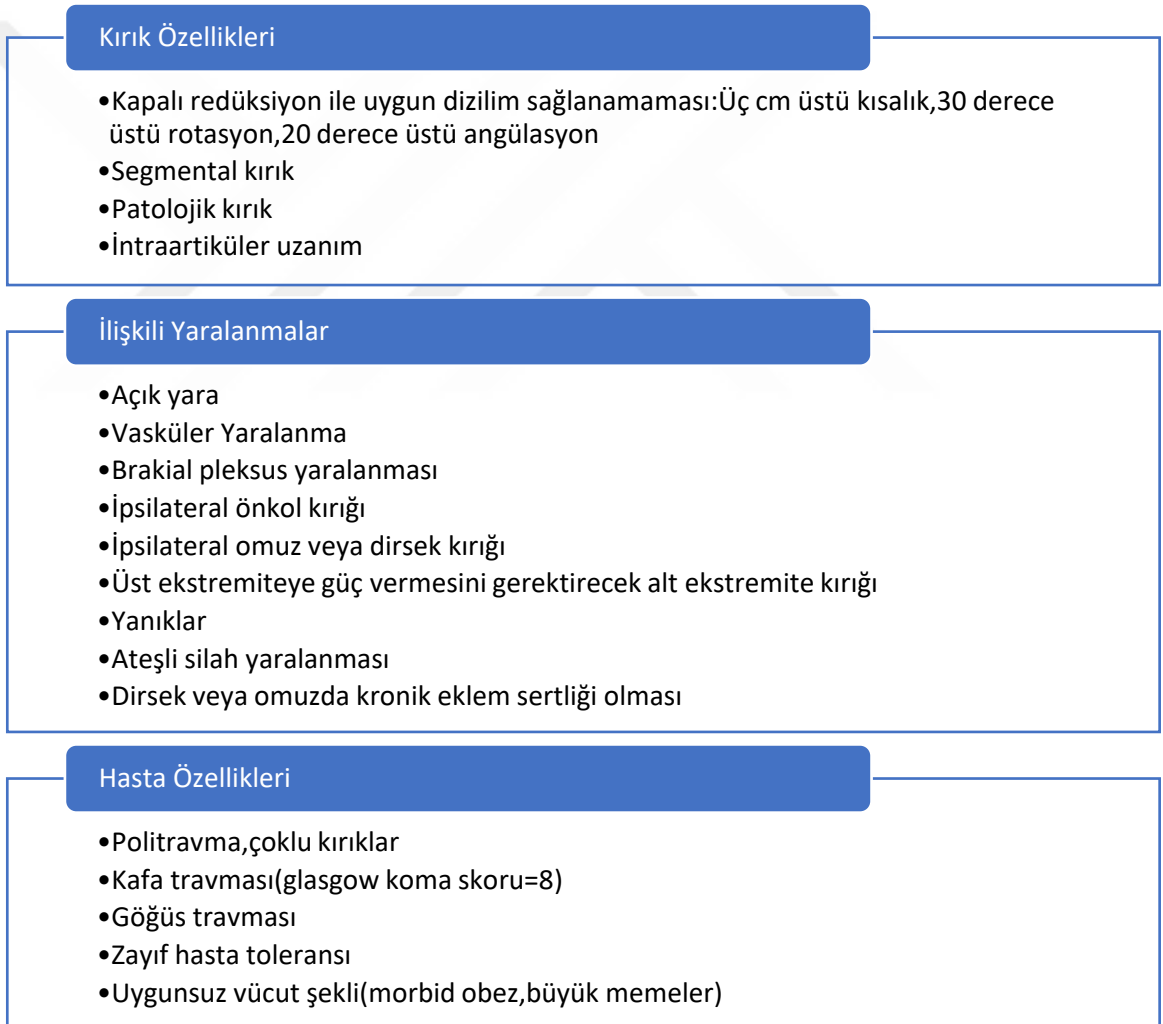 Kırık Özellikleri
•Kapalı redüksiyon ile uygun dizilim sağlanamaması:Üç cm üstü kısalık,30 derece
üstü rotasyon,20 derece üstü angülasyon
•Segmental kırık
•Patolojik kırık
•İntraartiküler uzanım
İlişkili Yaralanmalar
•Açık yara
•Vasküler Yaralanma
•Brakial pleksus yaralanması
•İpsilateral önkol kırığı
•İpsilateral omuz veya dirsek kırığı
•Üst ekstremiteye güç vermesini gerektirecek alt ekstremite kırığı
•Yanıklar
•Ateşli silah yaralanması
•Dirsek veya omuzda kronik eklem sertliği olması
Hasta Özellikleri
•Politravma,çoklu kırıklar
•Kafa travması(glasgow koma skoru=8)
•Göğüs travması
•Zayıf hasta toleransı
•Uygunsuz vücut şekli(morbid obez,büyük memeler)